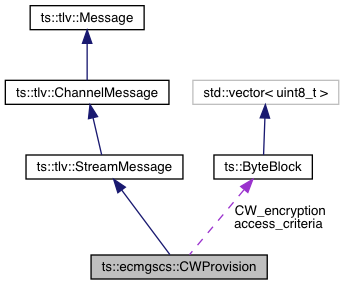 ts::tlv::Message
ts::tlv::ChannelMessage
std::vector< uint8_t >
ts::tlv::StreamMessage
ts::ByteBlock
CW_encryption
access_criteria
ts::ecmgscs::CWProvision